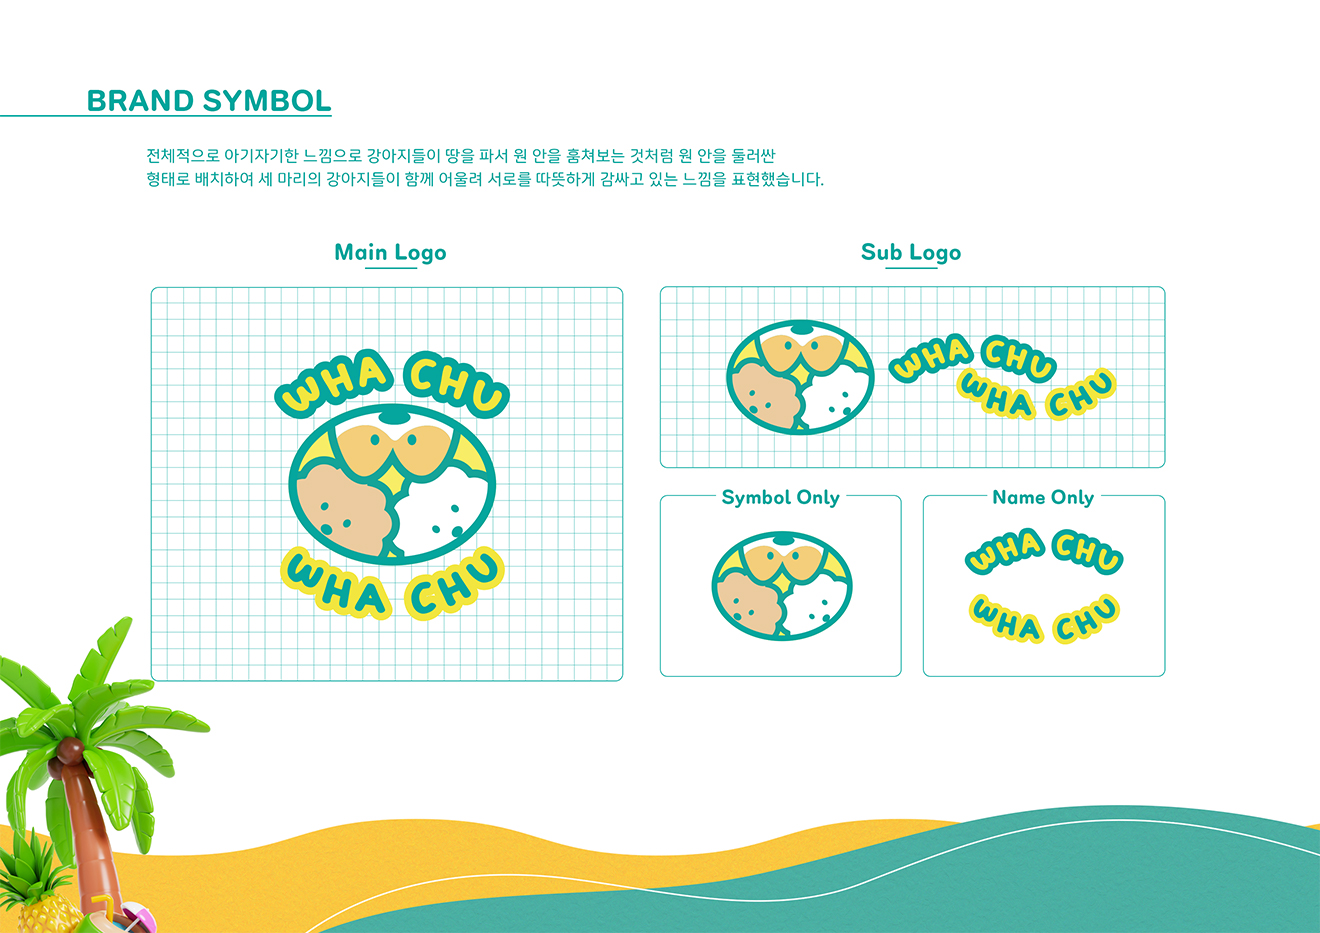 BRAND SYMBOL
전체적으로 아기자기한 느낌으로 강아지들이 땅을 파서 원 안을 훔쳐보는 것처럼 원 안을 둘러싼
형태로 배치하여 세 마리의 강아지들이 함께 어울려 서로를 따뜻하게 감싸고 있는 느낌을 표현했습니다.
Main Logo
WHA CHU
WHA CHU
Sub Logo
WHA CHU
WHA CHU
Symbol Only
Name Only
WHA CHU
WHA CHU